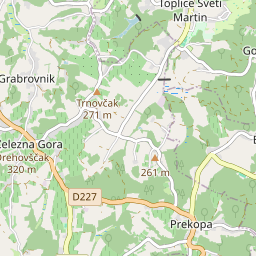 Toplice Sveti
Martin
Go
Grabrovnik
Trnovčak
271 m
Železna Gora
Drehovščak
320 m
261 m
D227
Prekopa